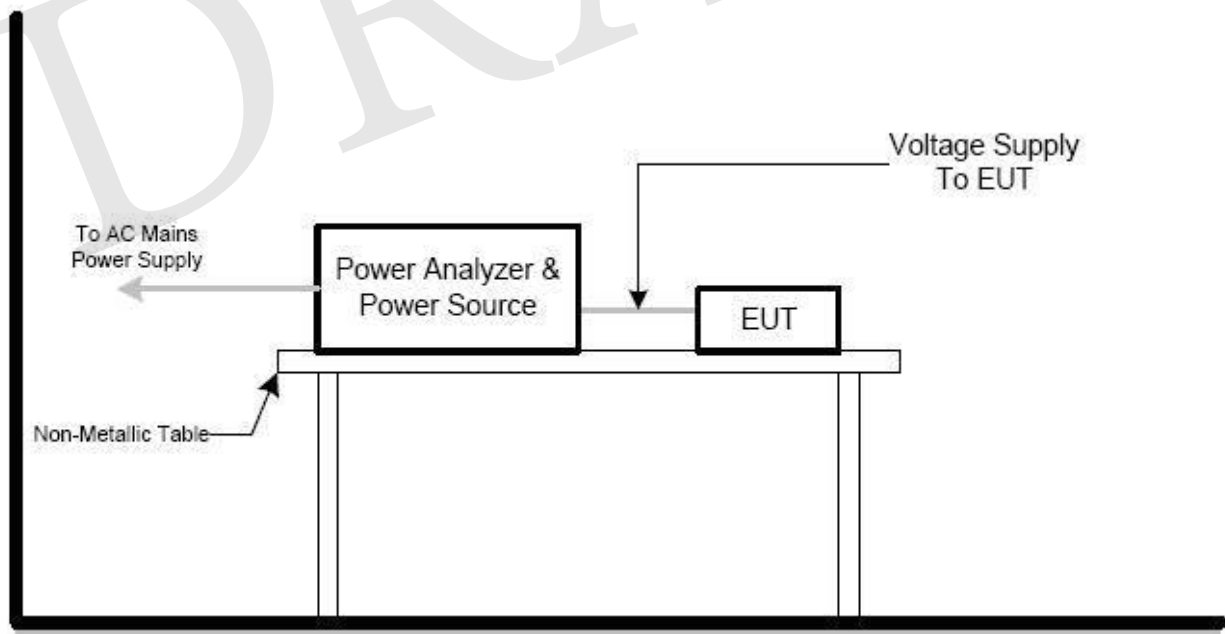 Voltage Supply
To EUT
To AC Mains
Power Supply
Power Analyzer &
Power Source
EUT
Non-Metallic Table